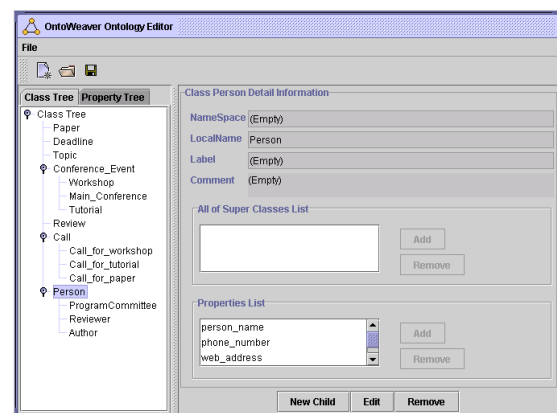 OntoWeaver Ontology Editor
File
Class Tree Property Tree
Class Tree
Paper
Deadline
Topic
Conference_Event
Workshop
Main_Conference
Tutorial
Review
Call
Call_for_workshop
Call_for_tutorial
Call_for_paper
Person
ProgramCommittee
Reviewer
Author
Class Person Detail Information
NameSpace (Empty)
LocalName Person
Label (Empty)
Comment (Empty)
All of Super Classes List
Add
Remove
Properties List
person_name
phone_number
web_address
Add
Remove
New Child Edit Remove